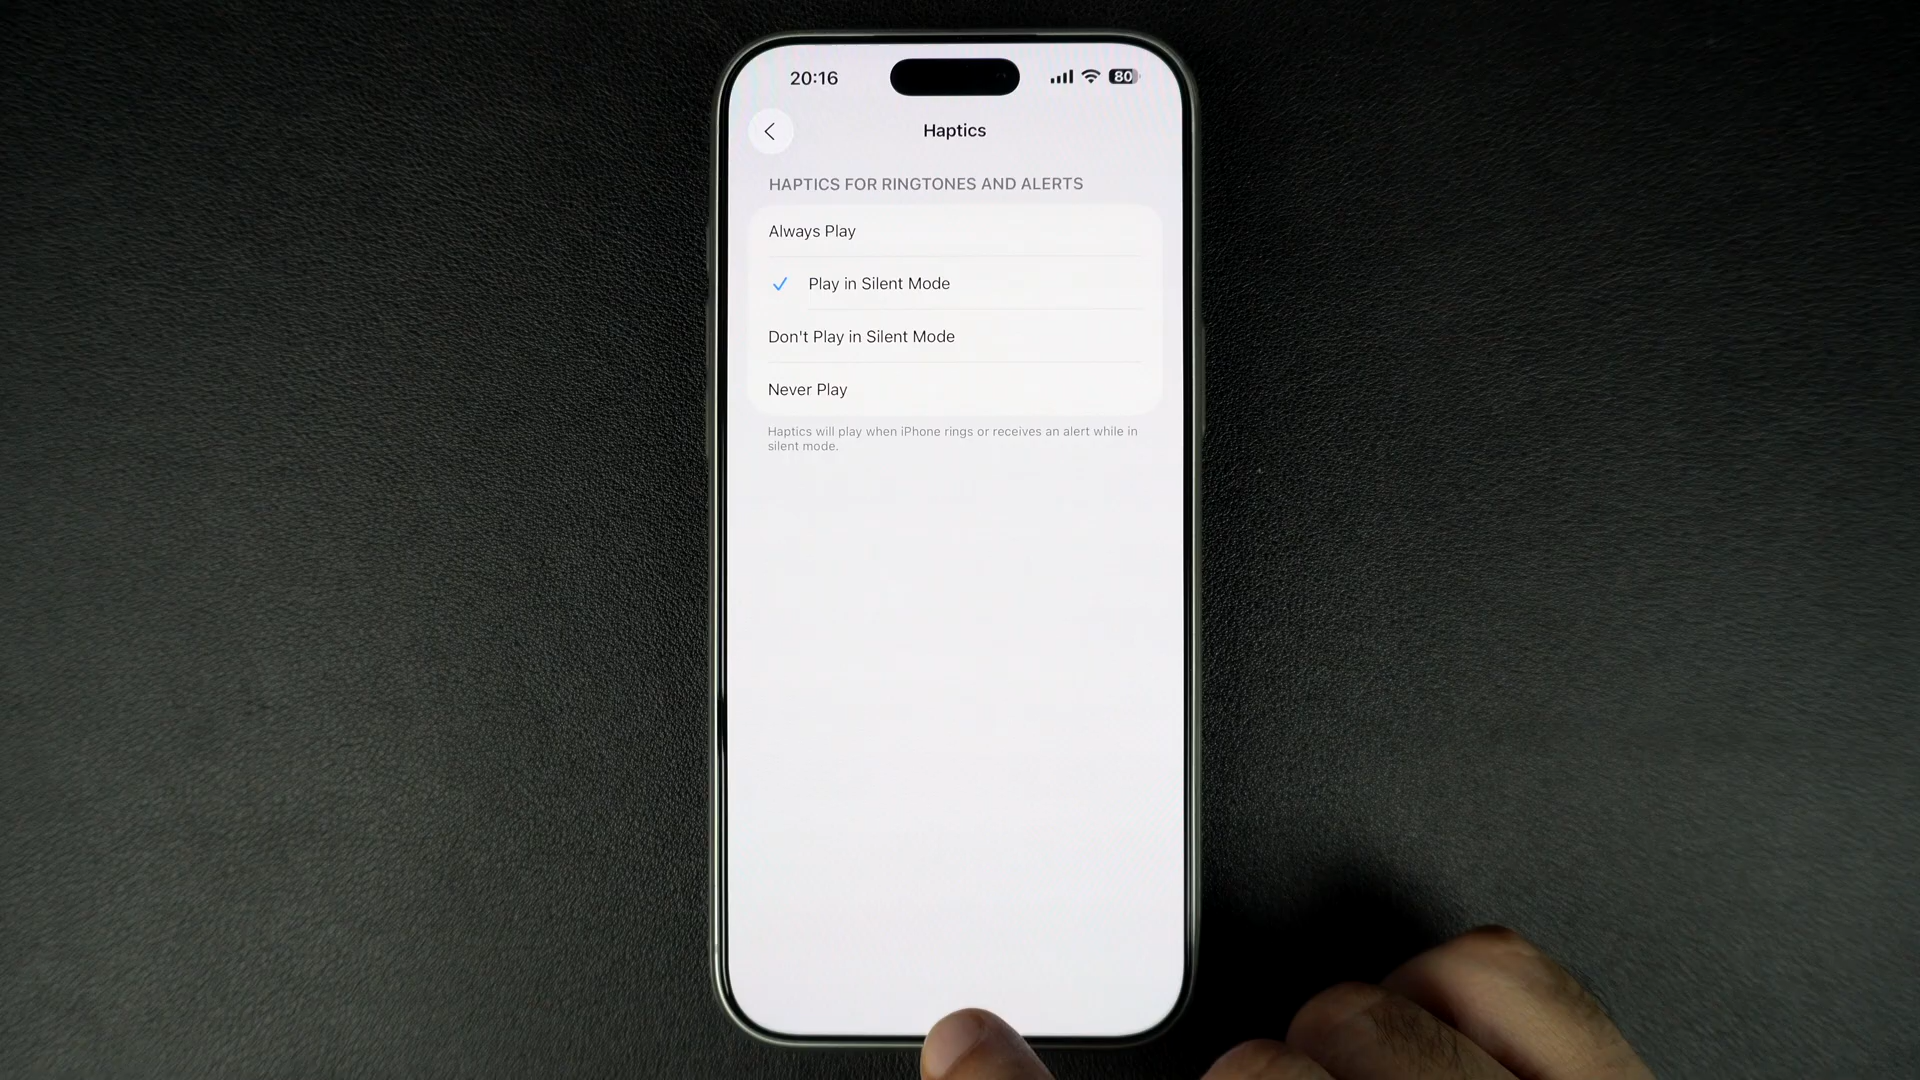 20:16
80
Haptics
HAPTICS FOR RINGTONES AND ALERTS
Always Play
Play in Silent Mode
Don't Play in Silent Mode
Never Play
Haptics will play when iPhone rings or receives an alert while in
silent mode.